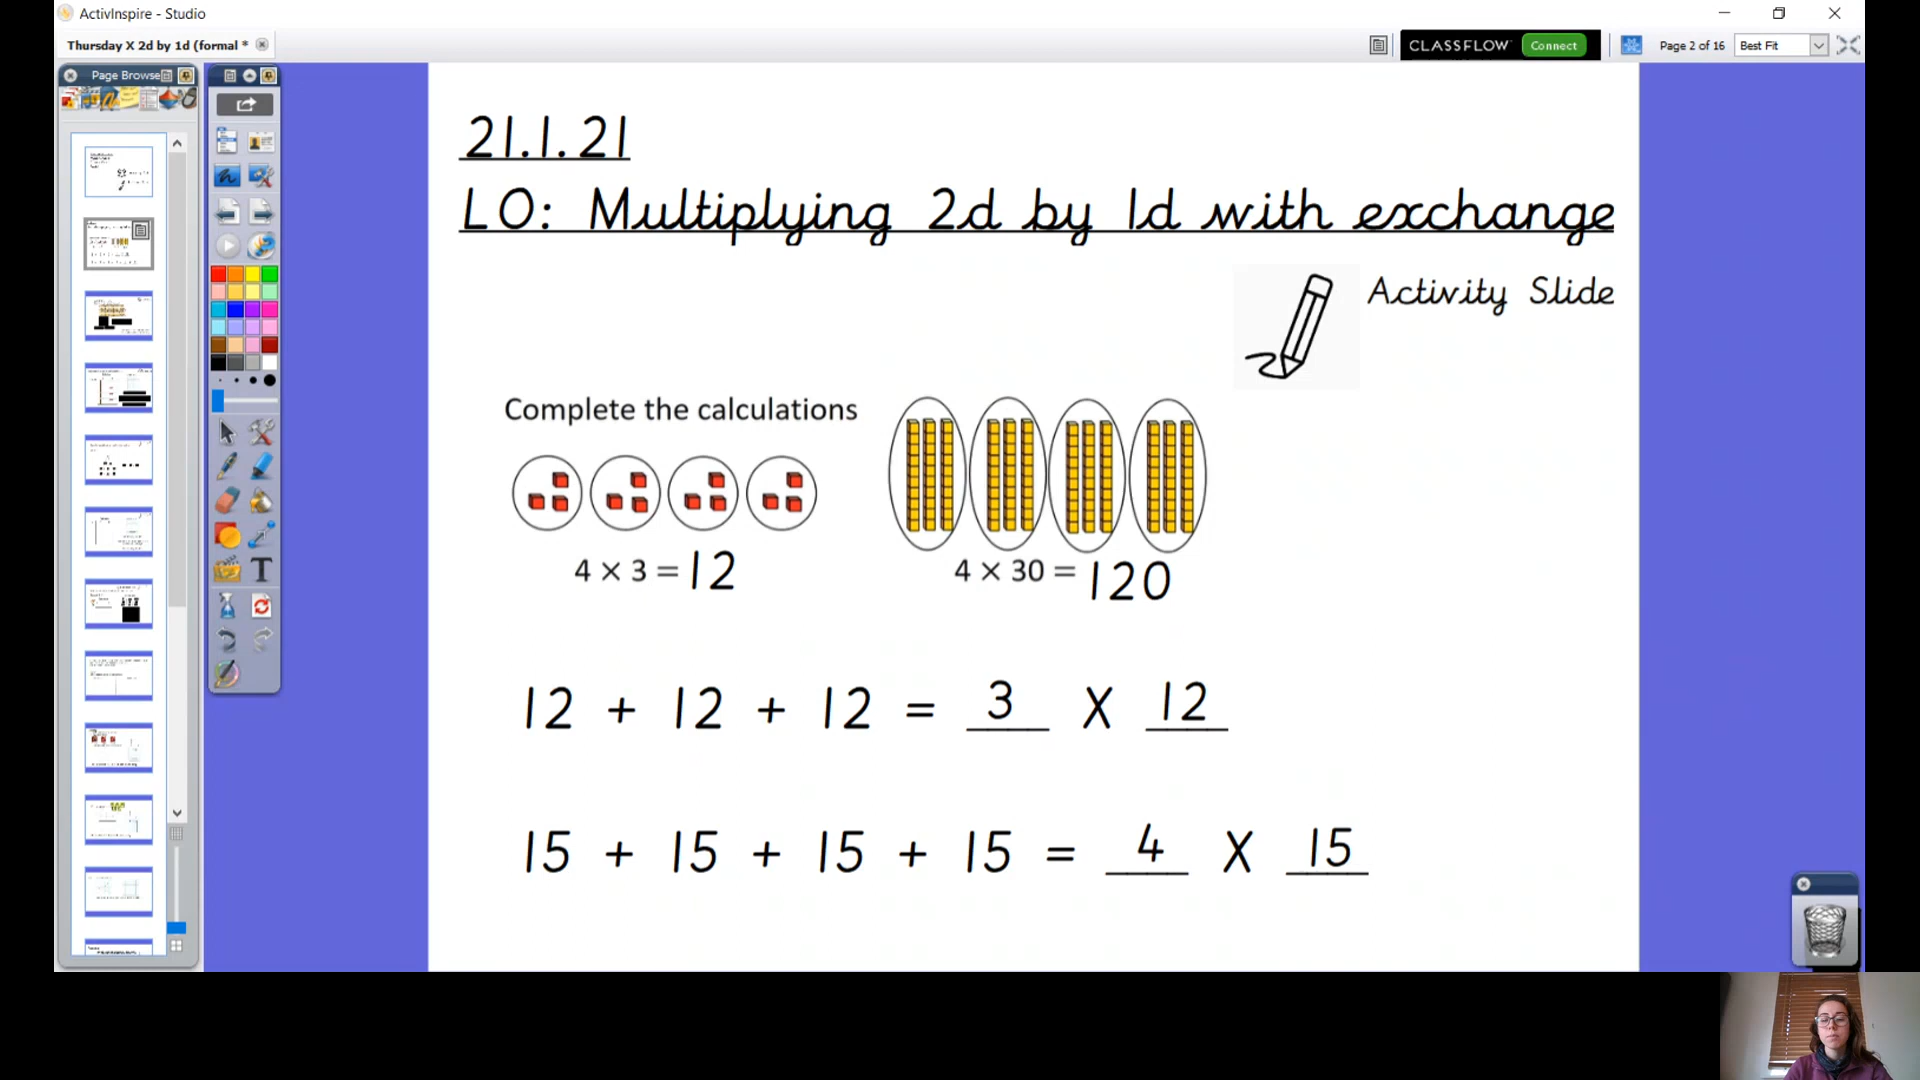 ActivInspire - Studio
Thursday X 2d by 1d (formal *
CLASSFLOW Connect
Page 2 of 16
Best Fit
Page Browse
21.1.21
LO: Multiplying 2d by 1d with exchange
Activity Slide
Complete the calculations
4 × 3 = 12
4 × 30 = 120
12 + 12 + 12 = 3 X 12
15 + 15 + 15 + 15 = 4 X 15